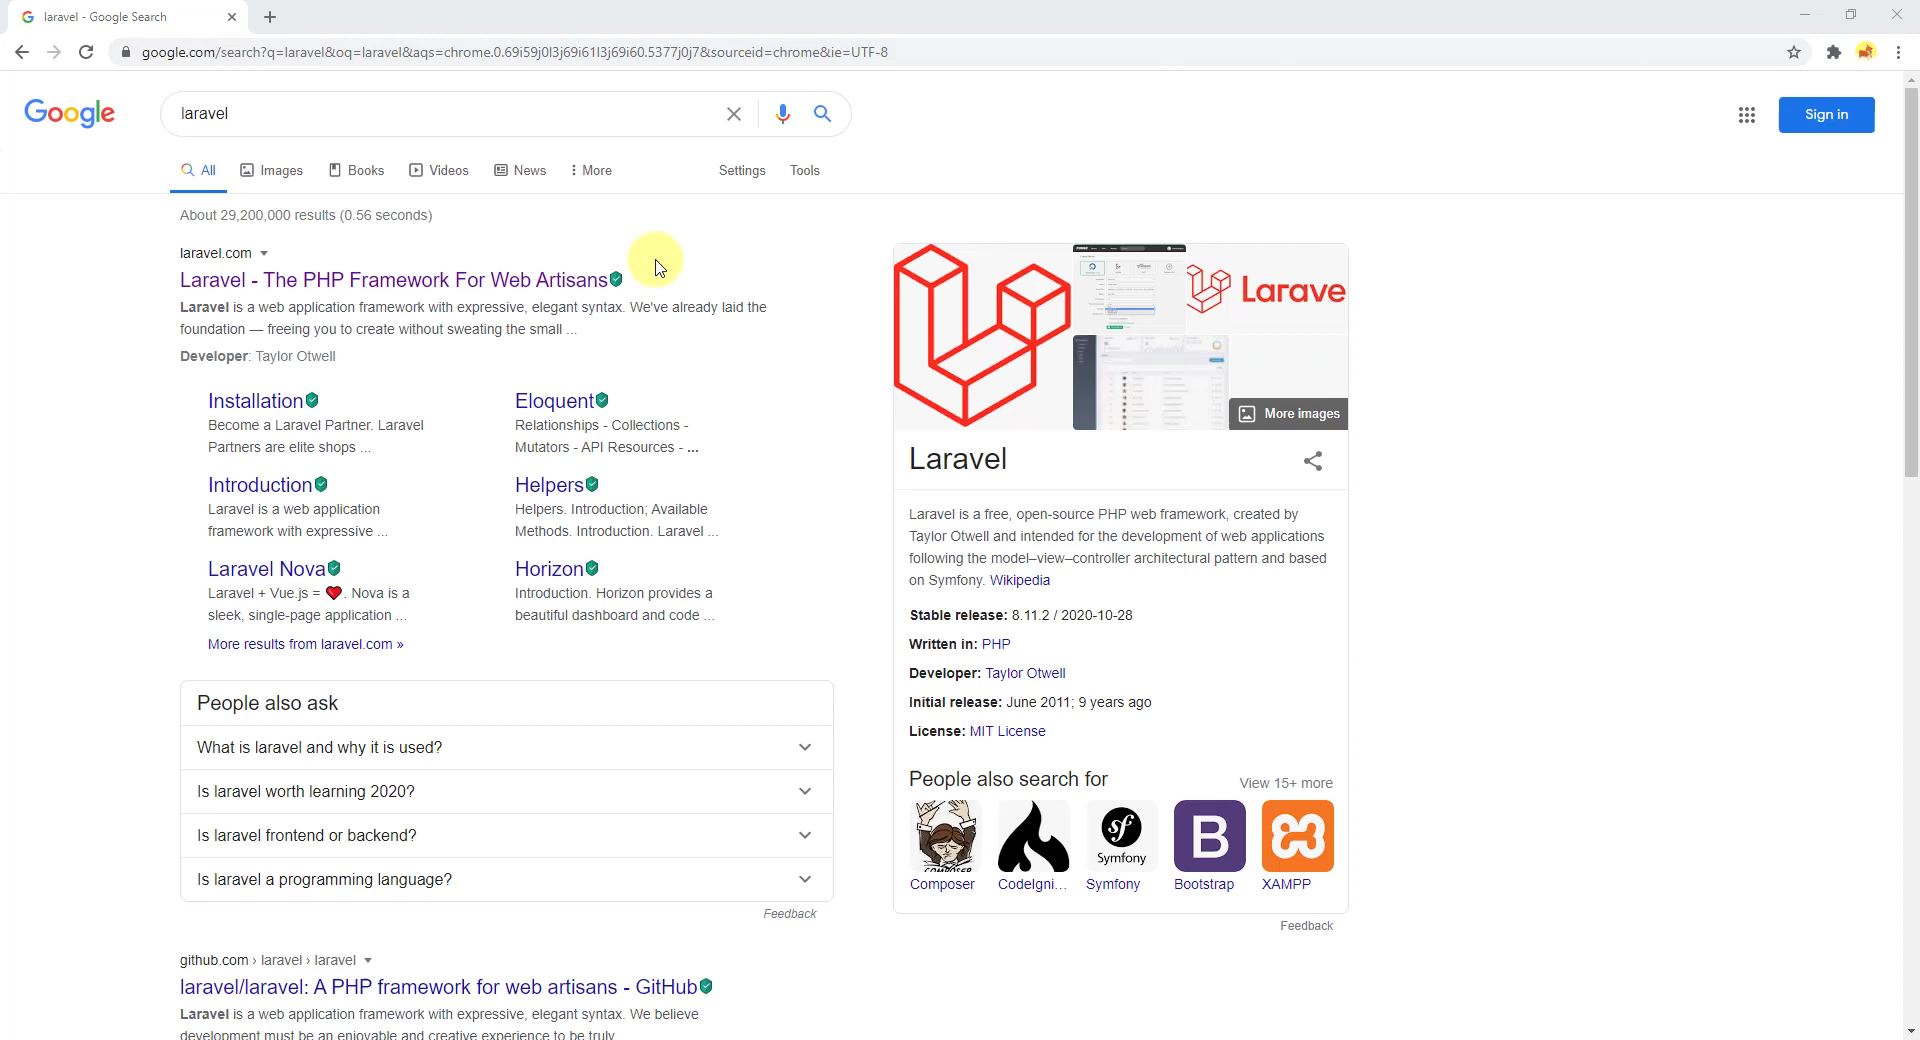 laravel - Google Search
google.com/search?q=laravel&oq=laravel&aqs=chrome.0.69i59j0l3j69i61l3j69i60.5377j0j7&sourceid=chrome&ie=UTF-8
Google
laravel
Sign in
All Images Books Videos News More Settings Tools
About 29,200,000 results (0.56 seconds)
laravel.com
Laravel - The PHP Framework For Web Artisans
Laravel is a web application framework with expressive, elegant syntax. We've already laid the
foundation — freeing you to create without sweating the small ...
Developer: Taylor Otwell
Installation
Become a Laravel Partner. Laravel
Partners are elite shops ...
Eloquent
Relationships - Collections -
Mutators - API Resources - ...
Introduction
Laravel is a web application
framework with expressive ...
Helpers
Helpers. Introduction; Available
Methods. Introduction. Laravel ...
Laravel Nova
Laravel + Vue.js = ❤️. Nova is a
sleek, single-page application ...
Horizon
Introduction. Horizon provides a
beautiful dashboard and code ...
More results from laravel.com »
People also ask
What is laravel and why it is used?
Is laravel worth learning 2020?
Is laravel frontend or backend?
Is laravel a programming language?
Feedback
github.com › laravel › laravel
laravel/laravel: A PHP framework for web artisans - GitHub
Laravel is a web application framework with expressive, elegant syntax. We believe
development must be an enjoyable and creative experience to be truly
Larave
More images
Laravel
Laravel is a free, open-source PHP web framework, created by
Taylor Otwell and intended for the development of web applications
following the model–view–controller architectural pattern and based
on Symfony. Wikipedia
Stable release: 8.11.2 / 2020-10-28
Written in: PHP
Developer: Taylor Otwell
Initial release: June 2011; 9 years ago
License: MIT License
People also search for
View 15+ more
COMPOSER
sf
Symfony
B
Composer CodeIgni... Symfony Bootstrap XAMPP
Feedback